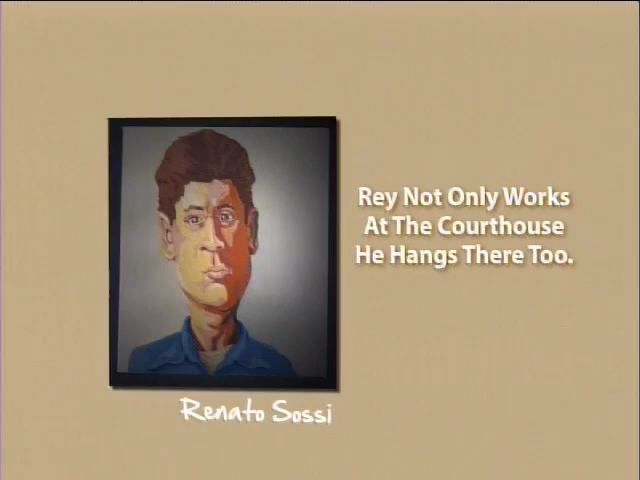 Rey Not Only Works
At The Courthouse
He Hangs There Too.
Renato Sossi